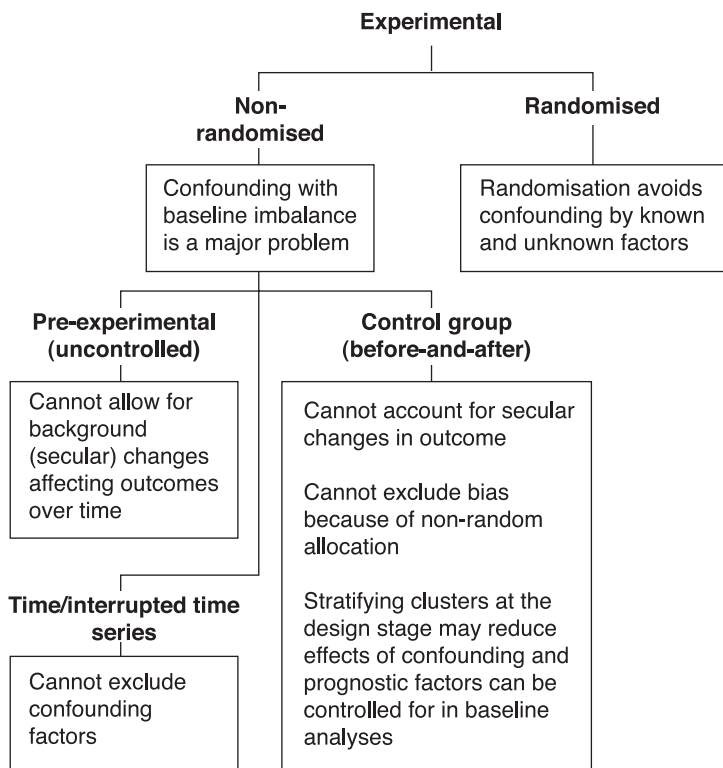 Experimental
Non-
randomised
Randomised
Confounding with
baseline imbalance
is a major problem
Randomisation avoids
confounding by known
and unknown factors
Pre-experimental
(uncontrolled)
Control group
(before-and-after)
Cannot allow for
background
(secular) changes
affecting outcomes
over time
Cannot account for secular
changes in outcome
Cannot exclude bias
because of non-random
allocation
Stratifying clusters at the
design stage may reduce
effects of confounding and
prognostic factors can be
controlled for in baseline
analyses
Time/interrupted time
series
Cannot exclude
confounding
factors